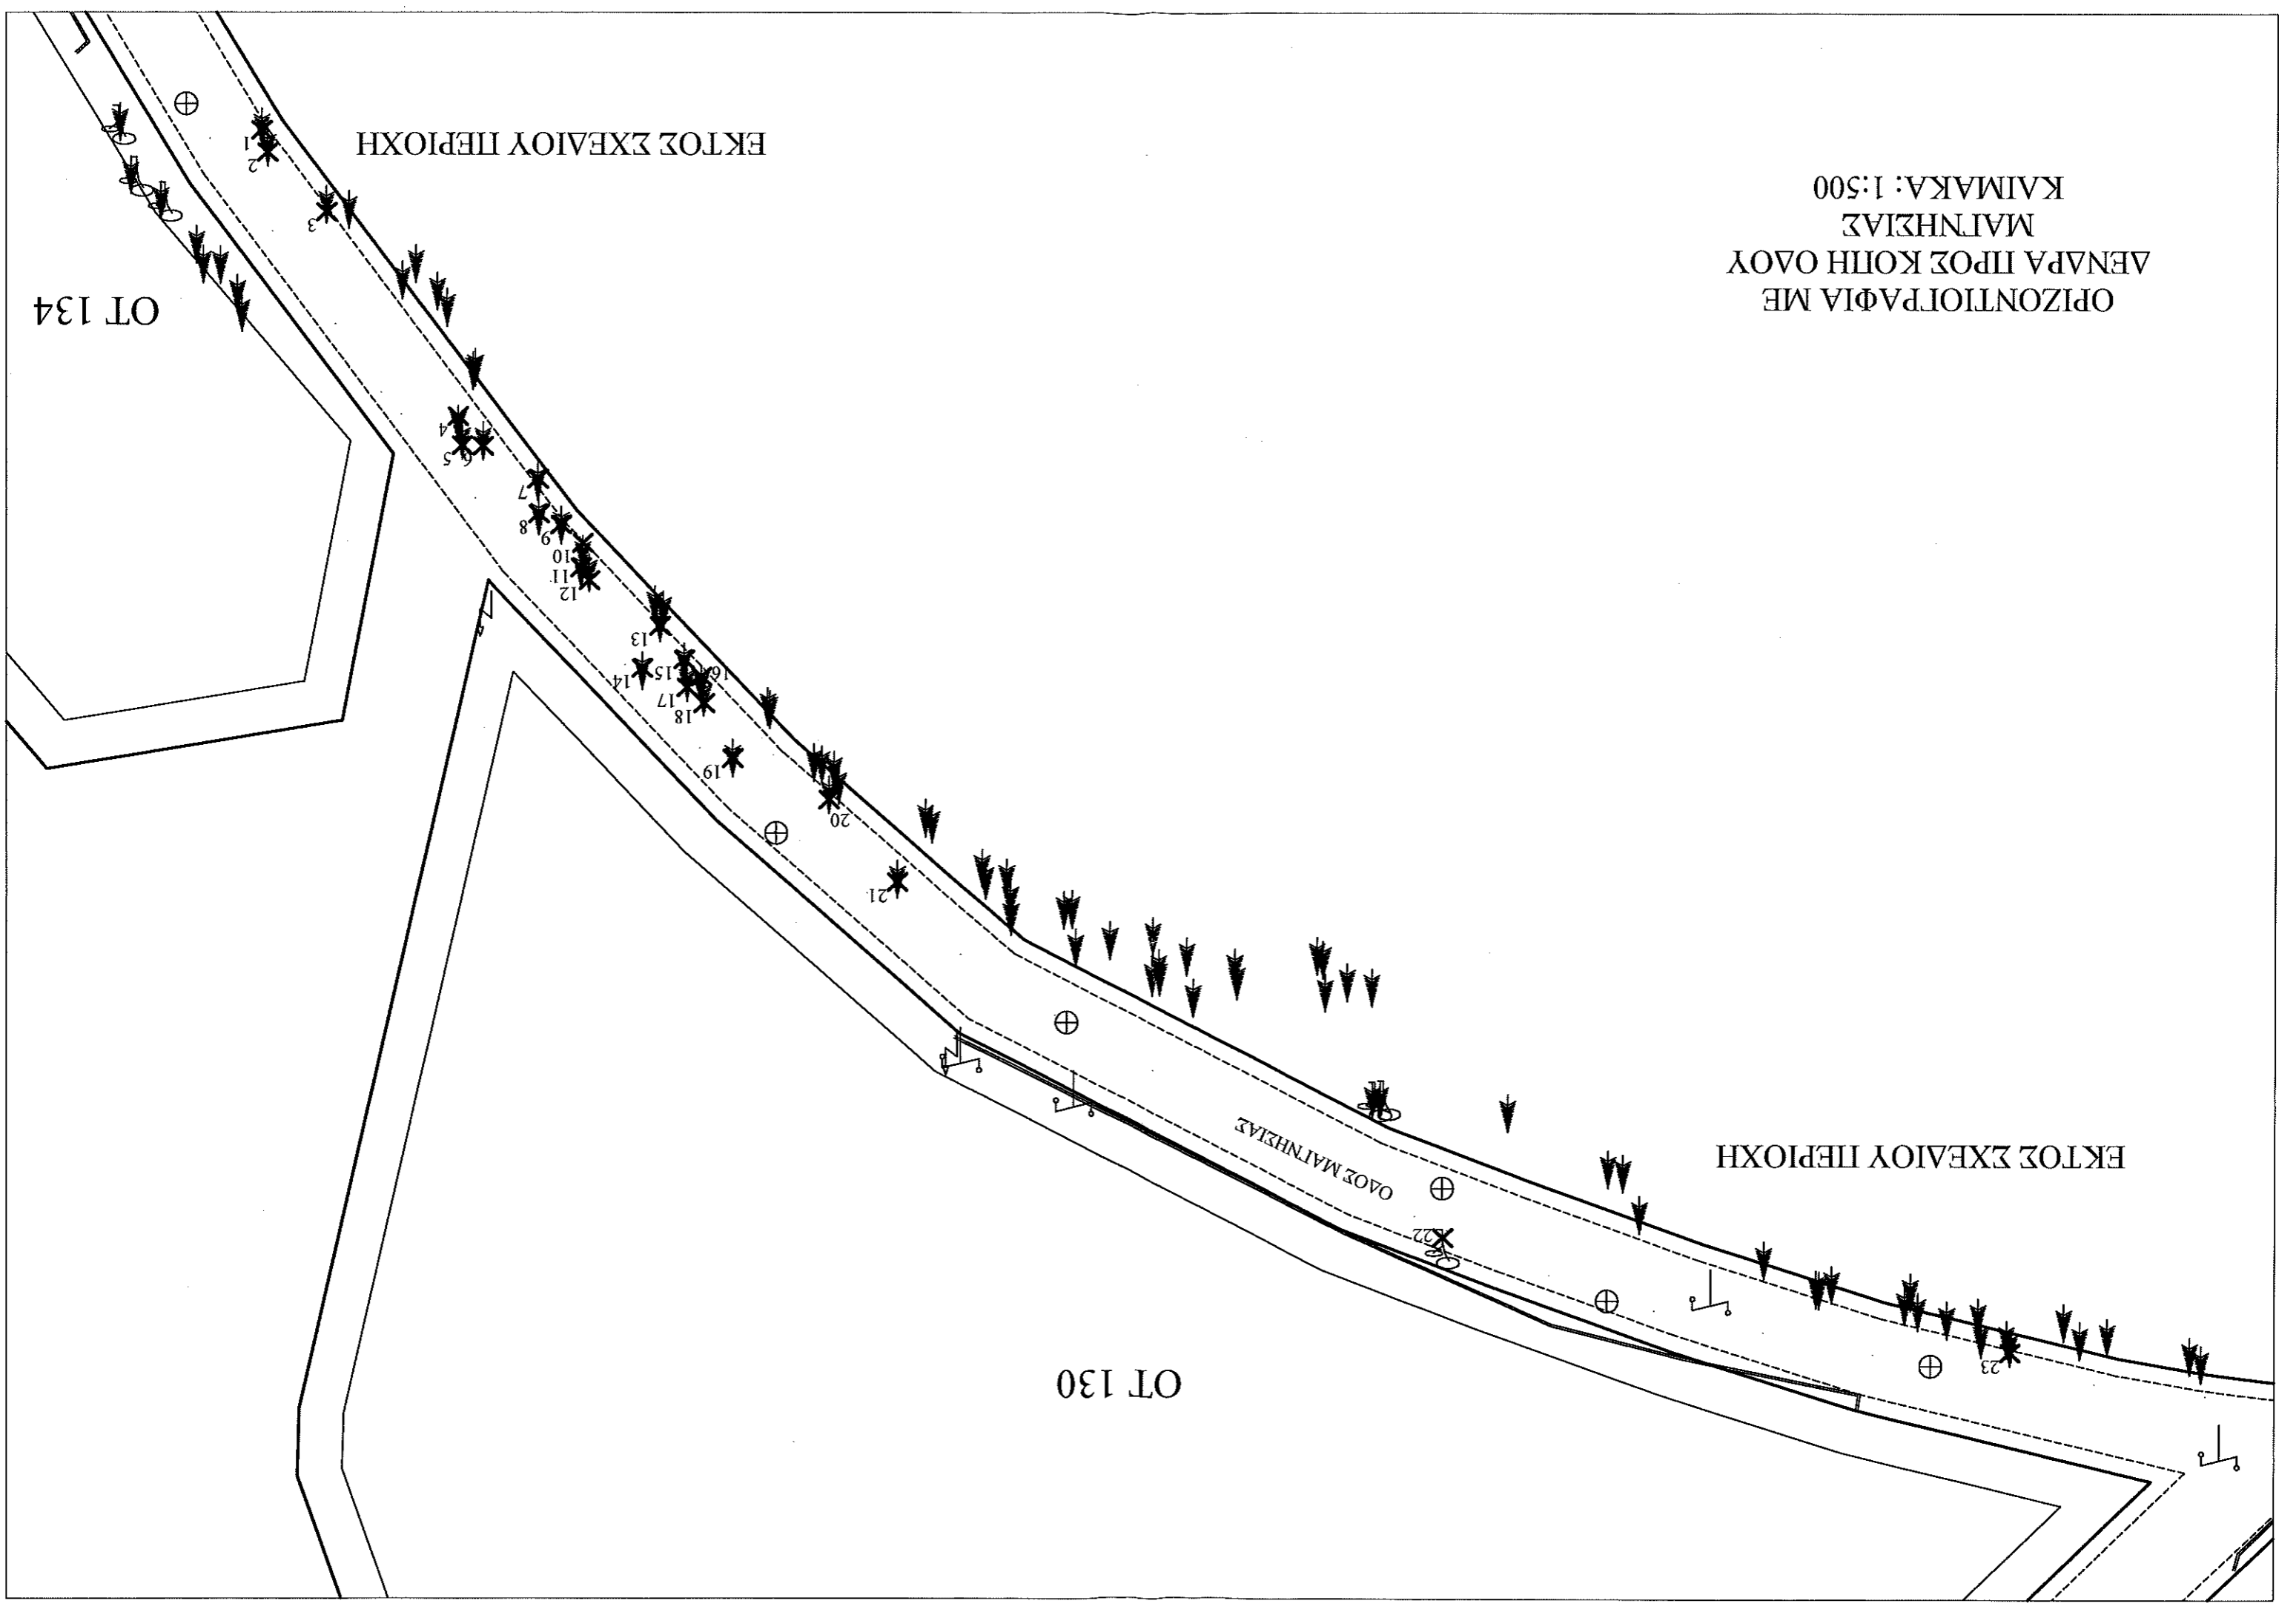 ΟΡΙΖΟΝΤΙΟΓΡΑΦΙΑ ΜΕ
ΔΕΝΔΡΑ ΠΡΟΣ ΚΟΠΗ ΟΔΟΥ
ΜΑΓΝΗΣΙΑΣ
ΚΛΙΜΑΚΑ: 1:500
ΕΚΤΟΣ ΣΧΕΔΙΟΥ ΠΕΡΙΟΧΗ
ΟΤ 134
ΕΚΤΟΣ ΣΧΕΔΙΟΥ ΠΕΡΙΟΧΗ
ΟΔΟΣ ΜΑΓΝΗΣΙΑΣ
ΟΤ 130
1
2
3
4
5
6
7
8
9
10
11
12
13
14
15
16
17
18
19
20
21
22
23